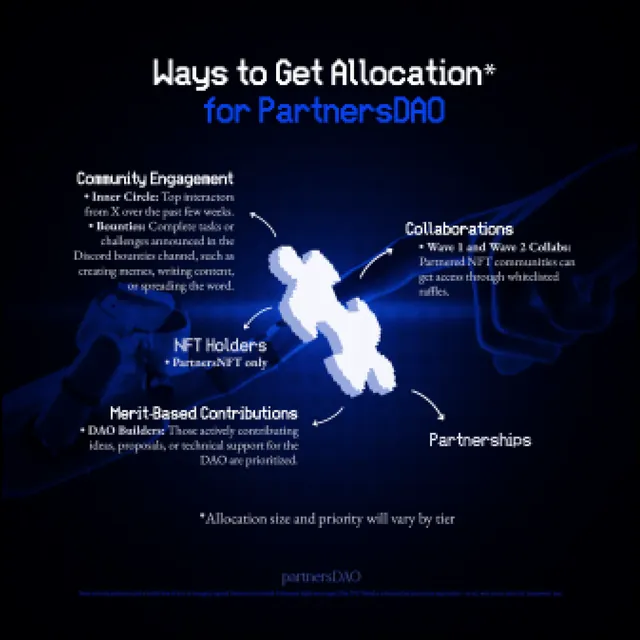 Ways to Get Allocation*
for PartnersDAO
Community Engagement
• Inner Circle: Top interactors
from X over the past few weeks.
• Bounties: Complete tasks or
challenges announced in the
Discord bounties channel, such as
creating memes, writing content,
or spreading the word.
Collaborations
• Wave 1 and Wave 2 Collabs:
Partnered NFT communities can
get access through whitelisted
raffles.
NFT Holders
• PartnersNFT only
Merit-Based Contributions
• DAO Builders: Those actively contributing
ideas, proposals, or technical support for the
DAO are prioritized.
Partnerships
*Allocation size and priority will vary by tier
partnersDAO